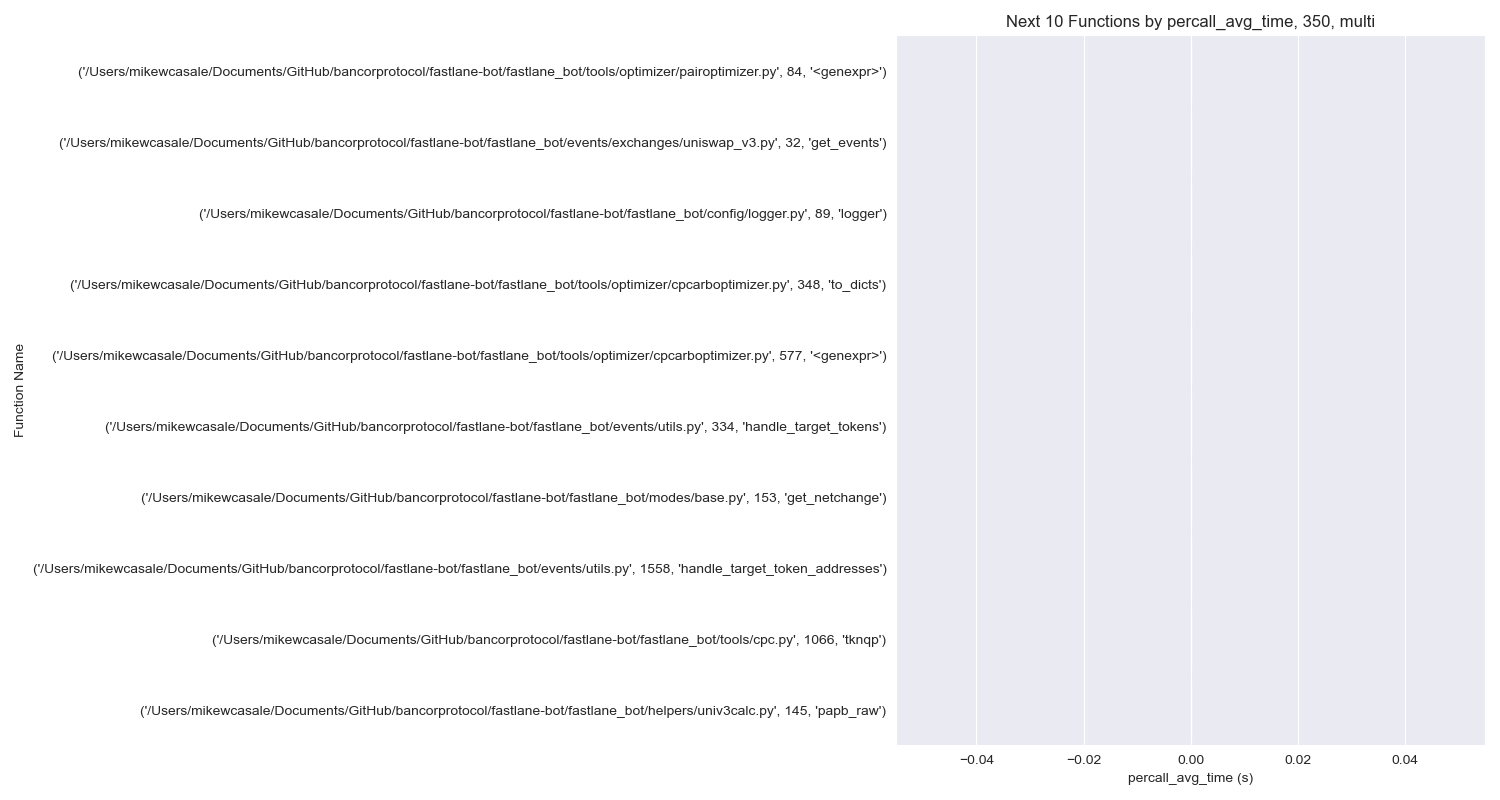 Next 10 Functions by percall_avg_time, 350, multi
('/Users/mikewcasale/Documents/GitHub/bancorprotocol/fastlane-bot/fastlane_bot/tools/optimizer/pairoptimizer.py', 84, '<genexpr>')
('/Users/mikewcasale/Documents/GitHub/bancorprotocol/fastlane-bot/fastlane_bot/events/exchanges/uniswap_v3.py', 32, 'get_events')
('/Users/mikewcasale/Documents/GitHub/bancorprotocol/fastlane-bot/fastlane_bot/config/logger.py', 89, 'logger')
('/Users/mikewcasale/Documents/GitHub/bancorprotocol/fastlane-bot/fastlane_bot/tools/optimizer/cpcarboptimizer.py', 348, 'to_dicts')
('/Users/mikewcasale/Documents/GitHub/bancorprotocol/fastlane-bot/fastlane_bot/tools/optimizer/cpcarboptimizer.py', 577, '<genexpr>')
('/Users/mikewcasale/Documents/GitHub/bancorprotocol/fastlane-bot/fastlane_bot/events/utils.py', 334, 'handle_target_tokens')
('/Users/mikewcasale/Documents/GitHub/bancorprotocol/fastlane-bot/fastlane_bot/modes/base.py', 153, 'get_netchange')
('/Users/mikewcasale/Documents/GitHub/bancorprotocol/fastlane-bot/fastlane_bot/events/utils.py', 1558, 'handle_target_token_addresses')
('/Users/mikewcasale/Documents/GitHub/bancorprotocol/fastlane-bot/fastlane_bot/tools/cpc.py', 1066, 'tknqp')
('/Users/mikewcasale/Documents/GitHub/bancorprotocol/fastlane-bot/fastlane_bot/helpers/univ3calc.py', 145, 'papb_raw')
Function Name
−0.04 −0.02 0.00 0.02 0.04
percall_avg_time (s)